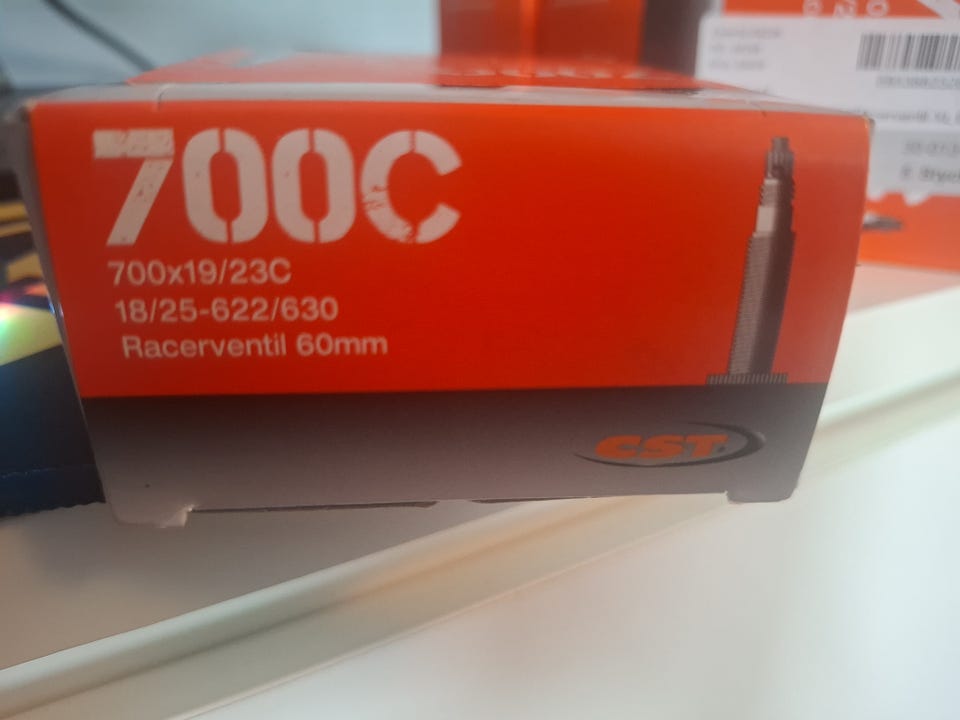 700C
700x19/23C
18/25-622/630
Racerventil 60mm
CST